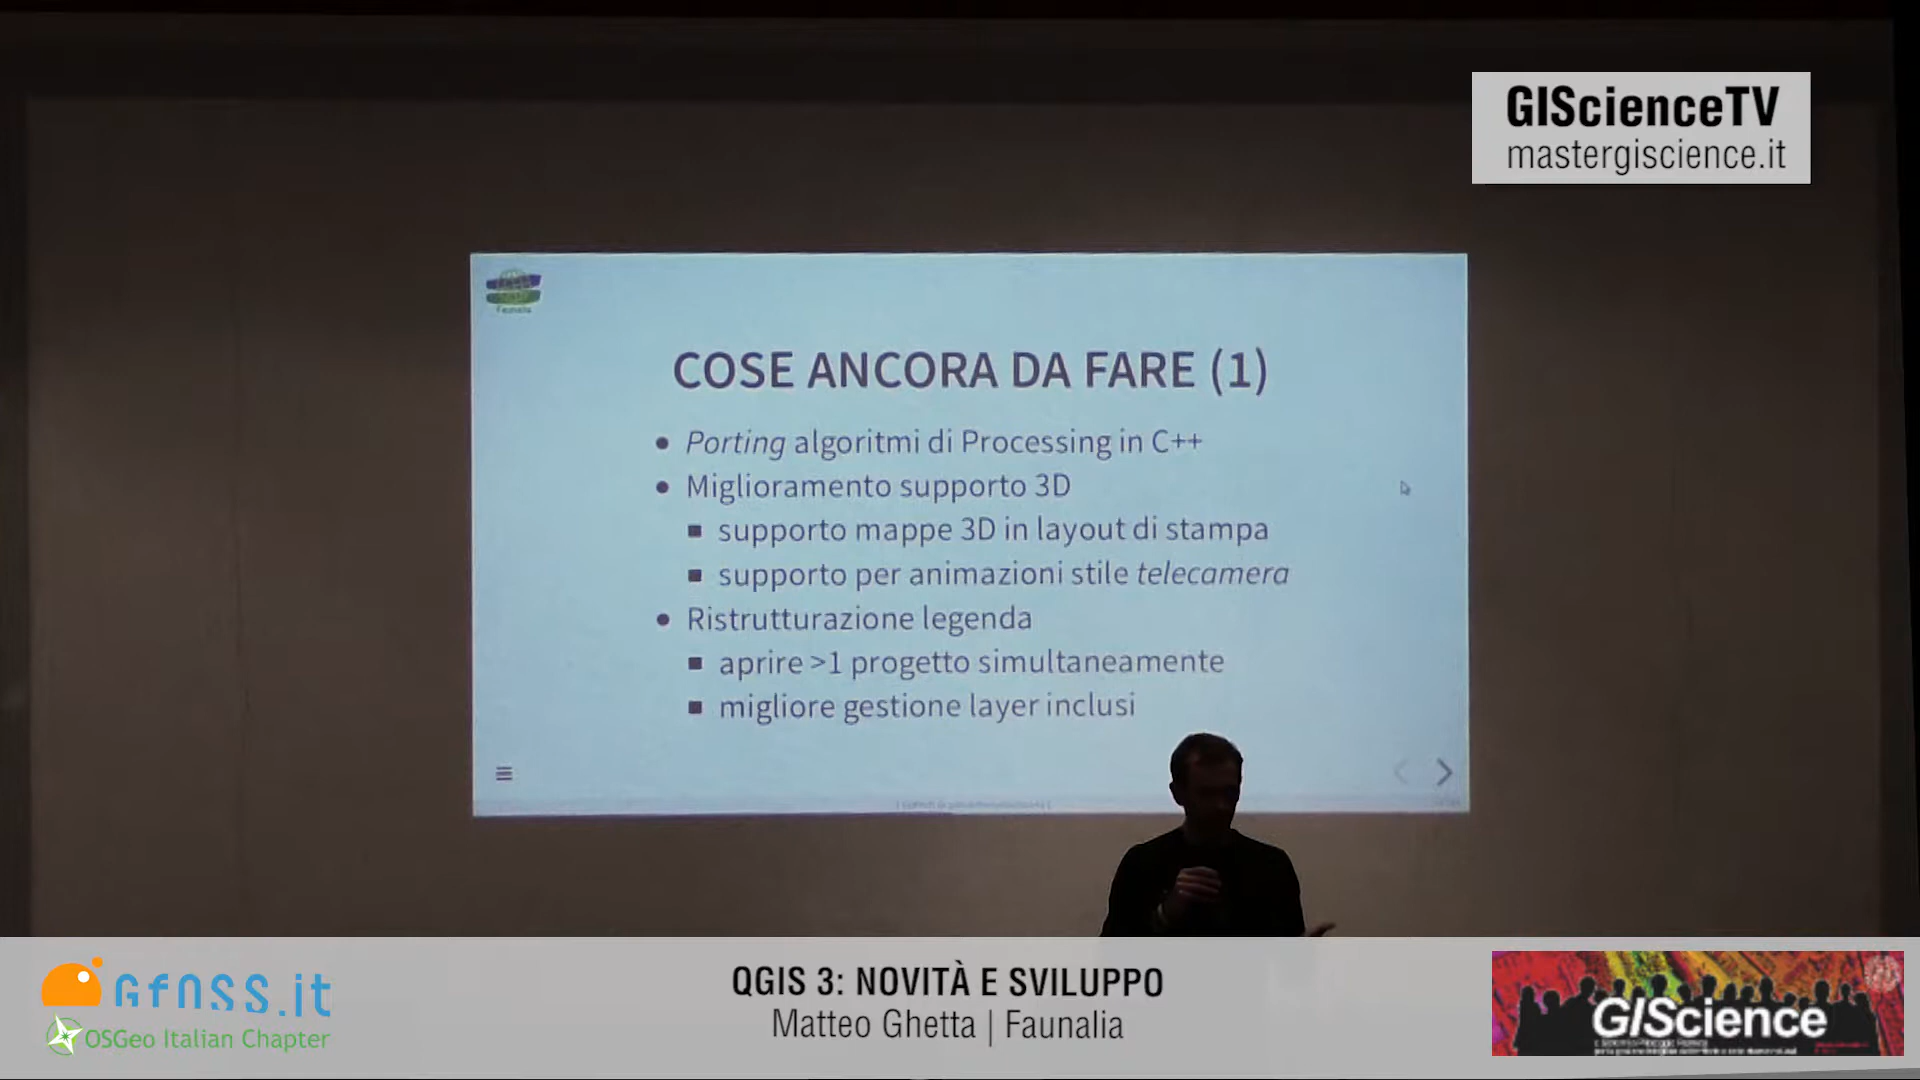 GIScienceTV
mastergiscience.it
Faunalia
COSE ANCORA DA FARE (1)
Porting algoritmi di Processing in C++
Miglioramento supporto 3D
supporto mappe 3D in layout di stampa
supporto per animazioni stile telecamera
Ristrutturazione legenda
aprire >1 progetto simultaneamente
migliore gestione layer inclusi
GFOSS.it
OSGeo Italian Chapter
QGIS 3: NOVITÀ E SVILUPPO
Matteo Ghetta | Faunalia
GIScience